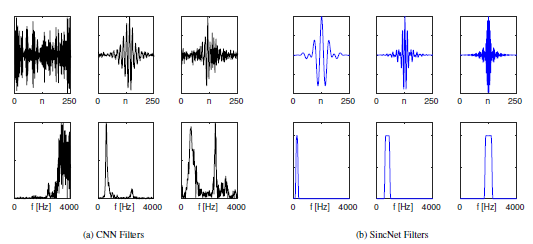 0 n 250 0 n 250 0 n 250 0 n 250 0 n 250 0 n 250
0 f [Hz] 4000 0 f [Hz] 4000 0 f [Hz] 4000 0 f [Hz] 4000 0 f [Hz] 4000 0 f [Hz] 4000
(a) CNN Filters (b) SincNet Filters